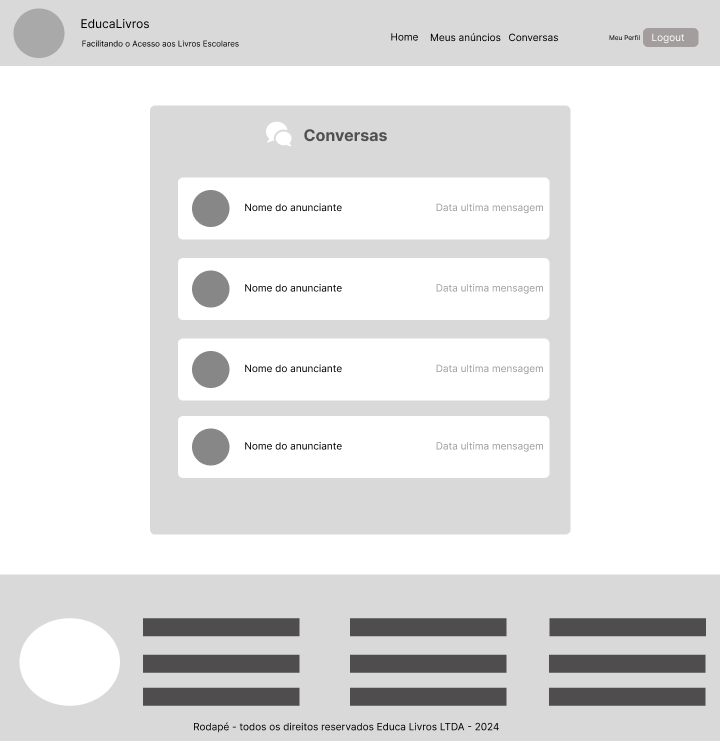 EducaLivros
Facilitando o Acesso aos Livros Escolares
Home Meus anúncios Conversas Meu Perfil Logout
Conversas
Nome do anunciante Data ultima mensagem
Nome do anunciante Data ultima mensagem
Nome do anunciante Data ultima mensagem
Nome do anunciante Data ultima mensagem
Rodapé - todos os direitos reservados Educa Livros LTDA - 2024